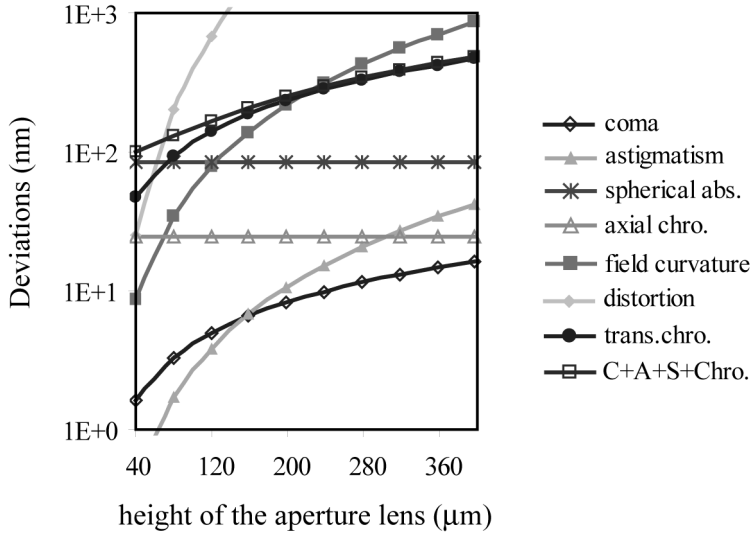 1E+3
1E+2
1E+1
1E+0
Deviations (nm)
40 120 200 280 360
height of the aperture lens (μm)
coma
astigmatism
spherical abs.
axial chro.
field curvature
distortion
trans.chro.
C+A+S+Chro.